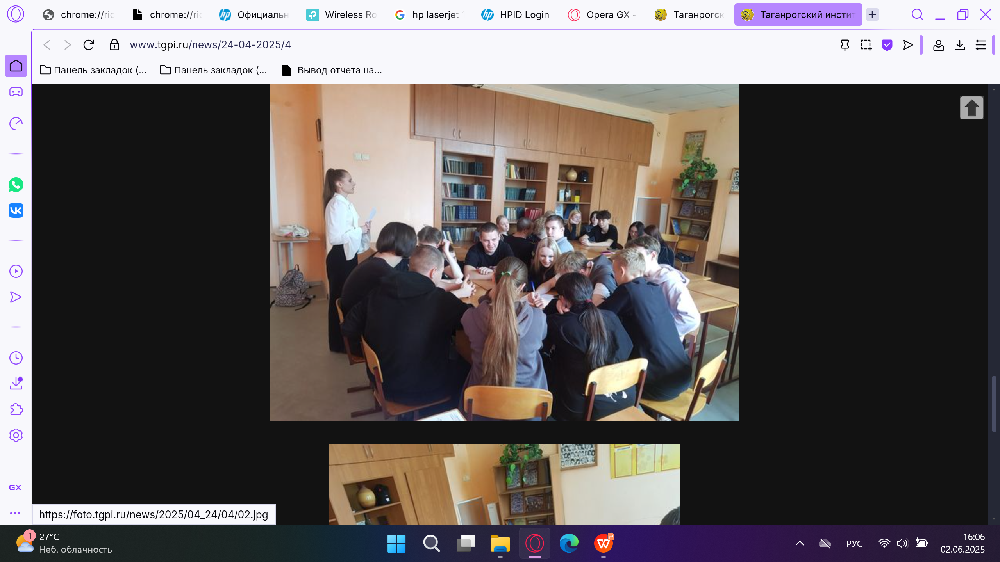 chrome://ric
chrome://ric
Официальн
Wireless Ro
hp laserjet 1
HPID Login
Opera GX -
Таганрогск
Таганрогский инстит
www.tgpi.ru/news/24-04-2025/4
Панель закладок (...
Панель закладок (...
Вывод отчета на...
GX
https://foto.tgpi.ru/news/2025/04_24/04/02.jpg
1
27°C
Неб. облачность
РУС
16:06
02.06.2025